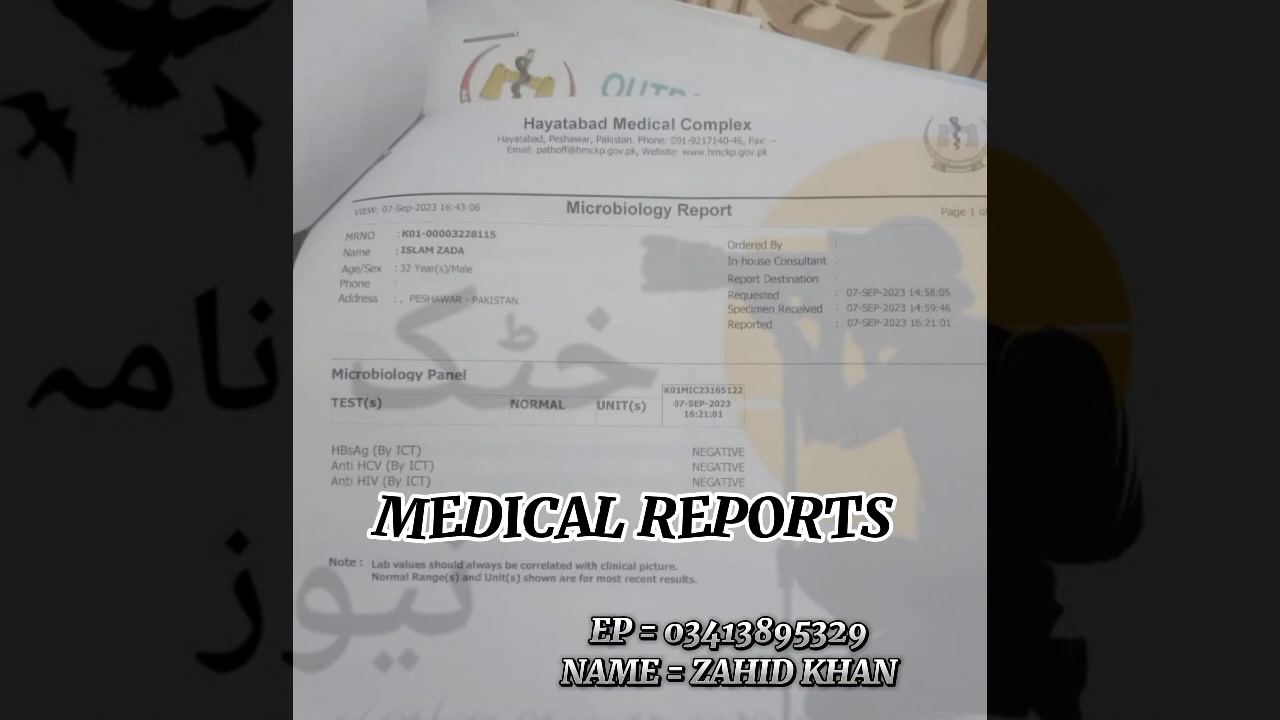 OUTD
Hayatabad Medical Complex
Hayatabad, Peshawar, Pakistan. Phone: 091-9217140-46, Fax: --
Email: pathoff@hmckp.gov.pk, Website: www.hmckp.gov.pk
VIEW: 07-Sep-2023 16:43:06
Microbiology Report
Page 1 of
MRNO : K01-00003228115
Name : ISLAM ZADA
Age/Sex : 32 Year(s)/Male
Phone :
Address : , PESHAWAR - PAKISTAN
Ordered By :
In-house Consultant :
Report Destination :
Requested : 07-SEP-2023 14:58:05
Specimen Received : 07-SEP-2023 14:59:46
Reported : 07-SEP-2023 16:21:01
خٹک
نامہ
نیوز
Microbiology Panel
TEST(s) NORMAL UNIT(s) K01MIC23165122
07-SEP-2023
16:21:01
HBsAg (By ICT) NEGATIVE
Anti HCV (By ICT) NEGATIVE
Anti HIV (By ICT) NEGATIVE
MEDICAL REPORTS
Note : Lab values should always be correlated with clinical picture.
Normal Range(s) and Unit(s) shown are for most recent results.
EP = 03413895329
NAME = ZAHID KHAN